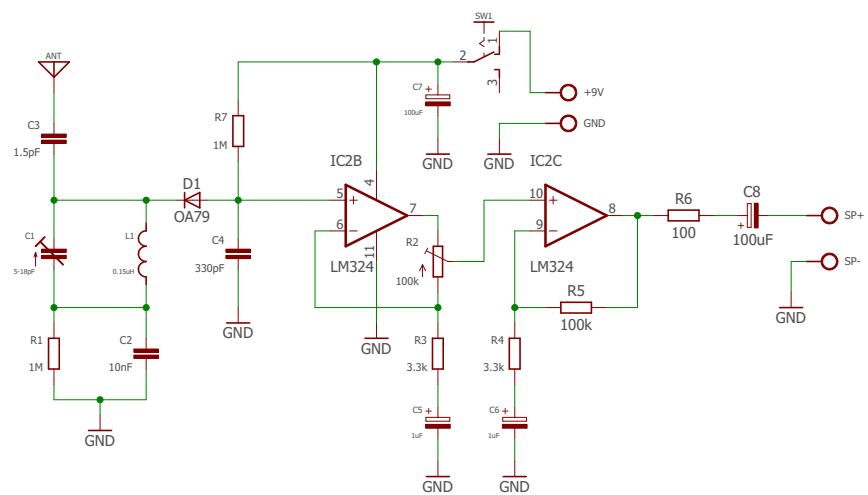 SW1
ANT
1
2
3
C7
+
100uF
+9V
GND
C3
1.5pF
R7
1M
GND
GND
IC2B
IC2C
D1
OA79
4
5
+
7
10
+
8
R6
C8
6
−
9
−
SP+
C1
5-18pF
L1
0.15uH
C4
330pF
11
LM324
R2
100k
LM324
100
+
100uF
SP-
R5
100k
GND
GND
GND
R1
1M
C2
10nF
R3
3.3k
R4
3.3k
C5
+
1uF
C6
+
1uF
GND
GND
GND